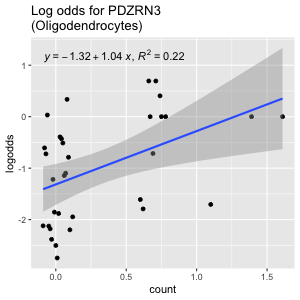 Log odds for PDZRN3
(Oligodendrocytes)
y = −1.32 + 1.04 x, R² = 0.22
logodds
1
0
-1
-2
0.0 0.5 1.0 1.5
count